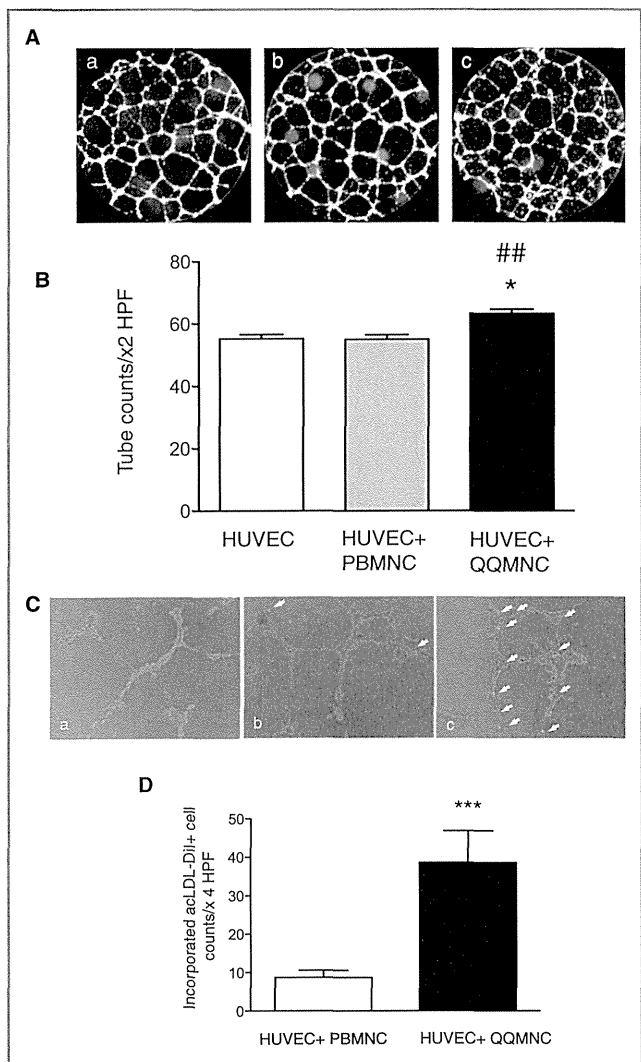 A
a b c
B
Tube counts/x2 HPF
80
60
40
20
0
##
*
HUVEC
HUVEC+
PBMNC
HUVEC+
QQMNC
C
a b c
D
Incorporated acLDL-DiI+ cell
counts/x 4 HPF
50
40
30
20
10
0
***
HUVEC+ PBMNC HUVEC+ QQMNC